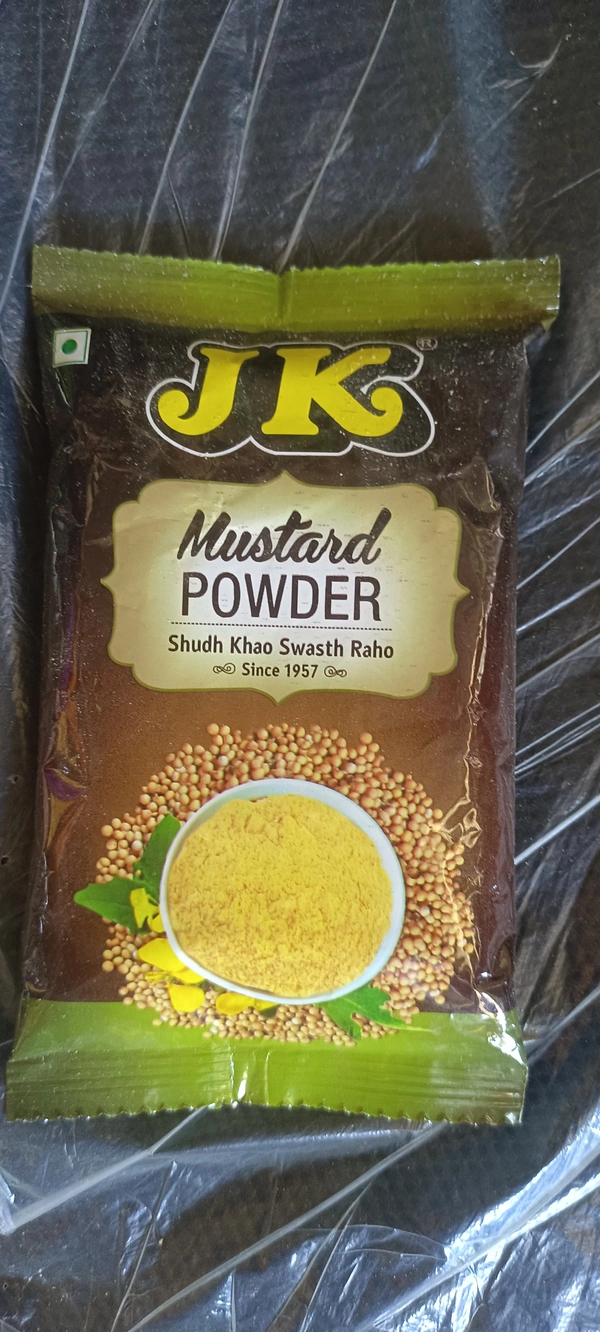 JK®
Mustard
POWDER
Shudh Khao Swasth Raho
Since 1957